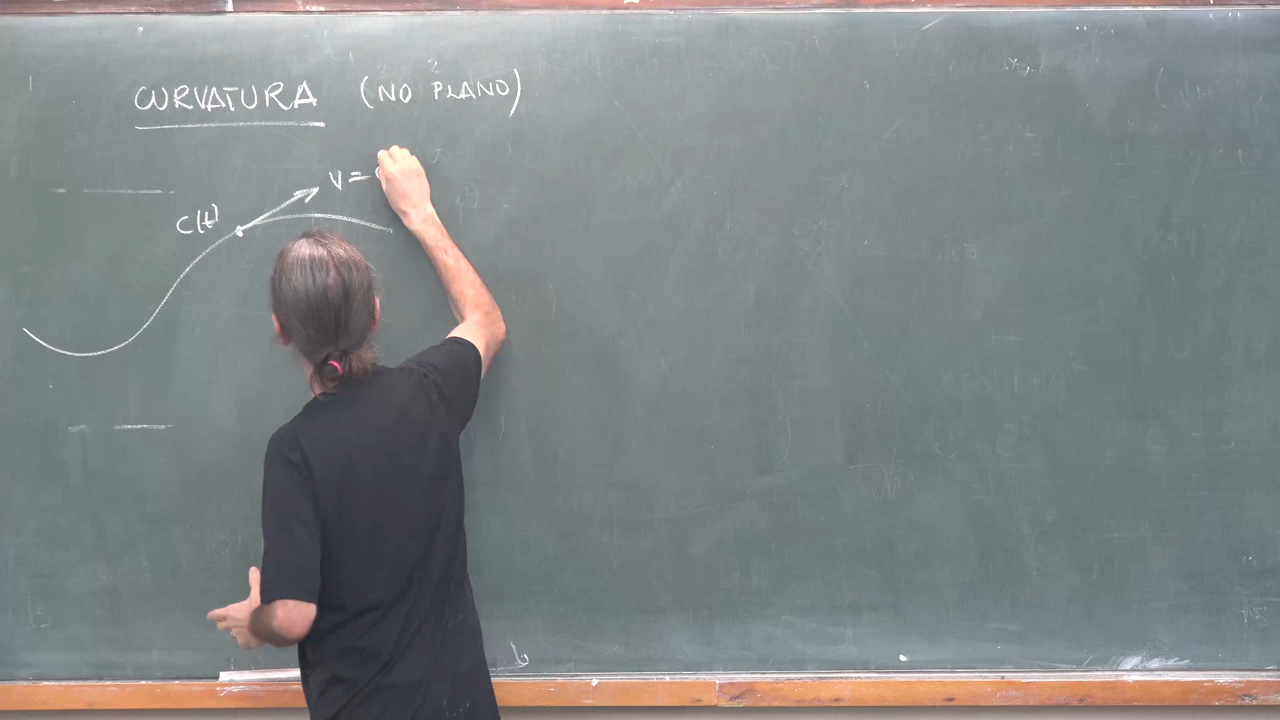 CURVATURA (NO PLANO)
V =
C(t)